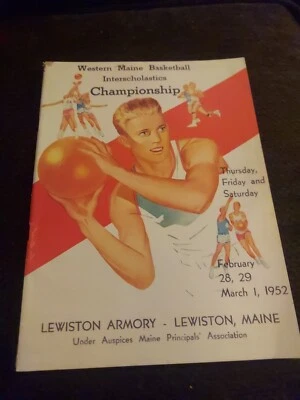 Western Maine Basketball
Interscholastics
Championship
Thursday,
Friday and
Saturday
February
28, 29
March 1, 1952
LEWISTON ARMORY - LEWISTON, MAINE
Under Auspices Maine Principals' Association